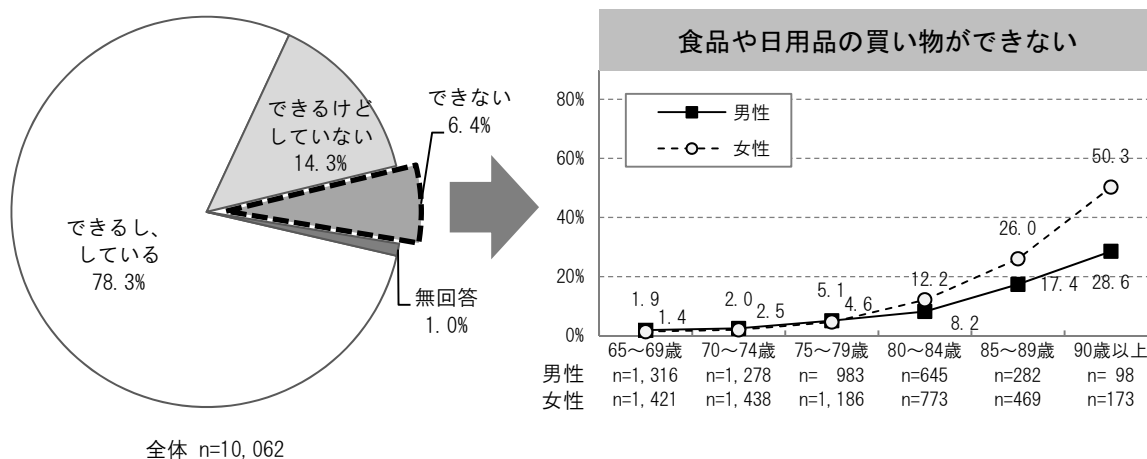 食品や日用品の買い物ができない
できるし、
している
78.3%
できるけど
していない
14.3%
できない
6.4%
無回答
1.0%
全体 n=10,062
80%
60%
40%
20%
0%
男性
女性
1.9
1.4
2.0
2.5
5.1
4.6
12.2
8.2
26.0
17.4
50.3
28.6
65～69歳 70～74歳 75～79歳 80～84歳 85～89歳 90歳以上
男性 n=1,316 n=1,278 n= 983 n=645 n=282 n= 98
女性 n=1,421 n=1,438 n=1,186 n=773 n=469 n=173